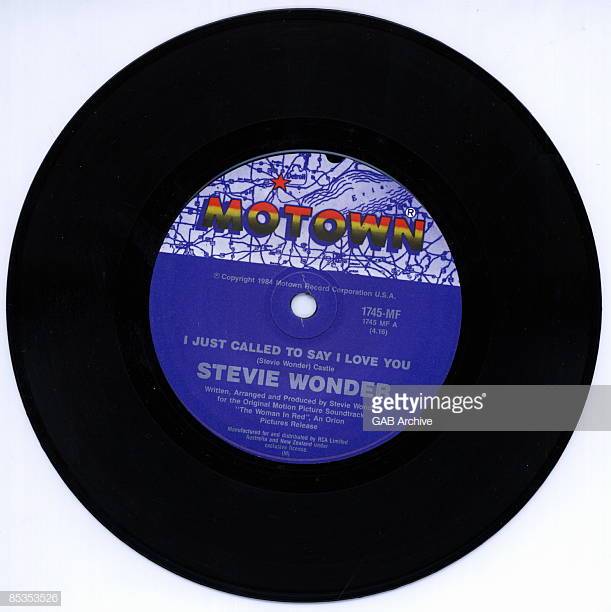 MOTOWN®
℗ Copyright 1984 Motown Record Corporation U.S.A.
1745-MF
1745 MF A
(4.16)
I JUST CALLED TO SAY I LOVE YOU
(Stevie Wonder) Castle
STEVIE WONDER
Written, Arranged and Produced by Stevie Won
for the Original Motion Picture Soundtrack
"The Woman In Red", An Orion
Pictures Release
Manufactured for and distributed by RCA Limited
Australia and New Zealand under
exclusive license.
(M)
gettyimages®
GAB Archive
85353526